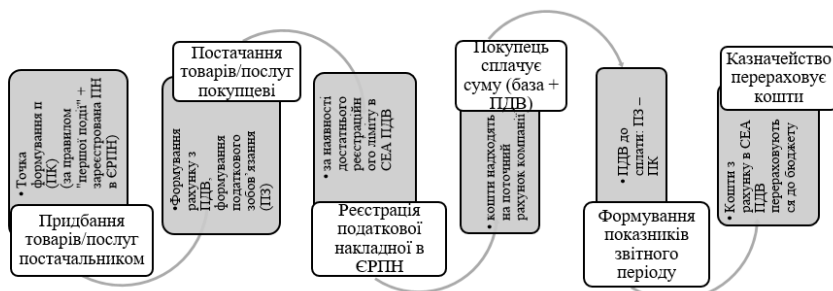 • Точка
формування п
(ПК)
(за правилом
"першої події" +
зареєстрована ПН
в ЄРПН)
Придбання
товарів/послуг
постачальником
Постачання
товарів/послуг
покупцеві
•Формування
рахунку з
ПДВ,
формування
податкового
зобов`язання
(ПЗ)
• за наявності
достатнього
реєстраційн
ого ліміту в
СЕА ПДВ
Реєстрація
податкової
накладної в
ЄРПН
Покупець
сплачує
суму (база +
ПДВ)
• кошти надходять
на поточний
рахунок компанії
• ПДВ до
сплати: ПЗ –
ПК
Формування
показників
звітного
періоду
Казначейство
перераховує
кошти
• Кошти з
рахунку в СЕА
ПДВ
перераховують
ся до бюджету